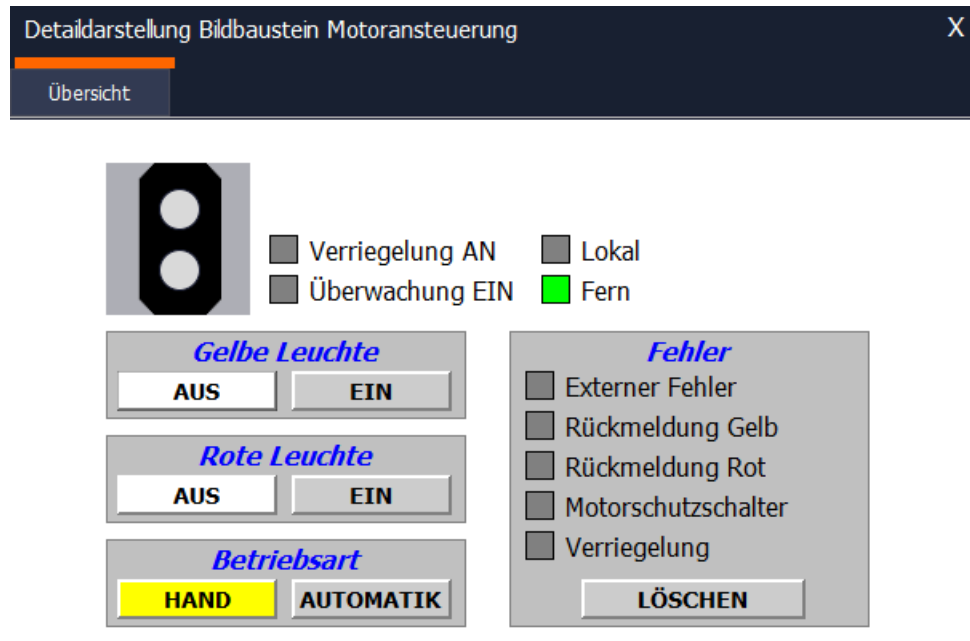 Detaildarstellung Bildbaustein Motoransteuerung X
Übersicht
Verriegelung AN Lokal
Überwachung EIN Fern
Gelbe Leuchte
AUS EIN
Rote Leuchte
AUS EIN
Betriebsart
HAND AUTOMATIK
Fehler
Externer Fehler
Rückmeldung Gelb
Rückmeldung Rot
Motorschutzschalter
Verriegelung
LÖSCHEN